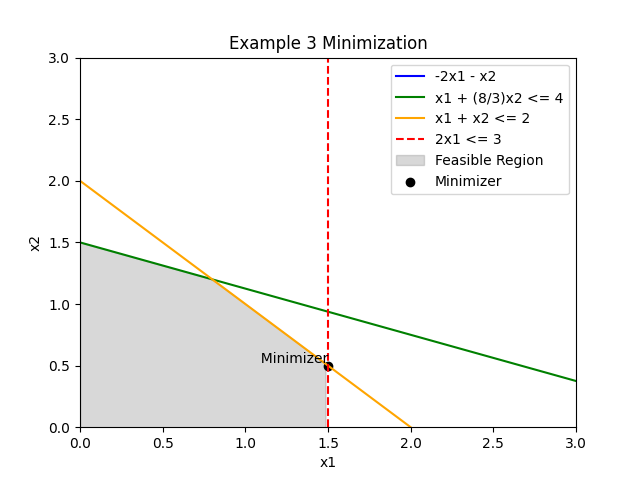 Example 3 Minimization
-2x1 - x2
x1 + (8/3)x2 <= 4
x1 + x2 <= 2
2x1 <= 3
Feasible Region
Minimizer
3.0
2.5
2.0
1.5
1.0
0.5
0.0
x2
Minimizer
0.0 0.5 1.0 1.5 2.0 2.5 3.0
x1